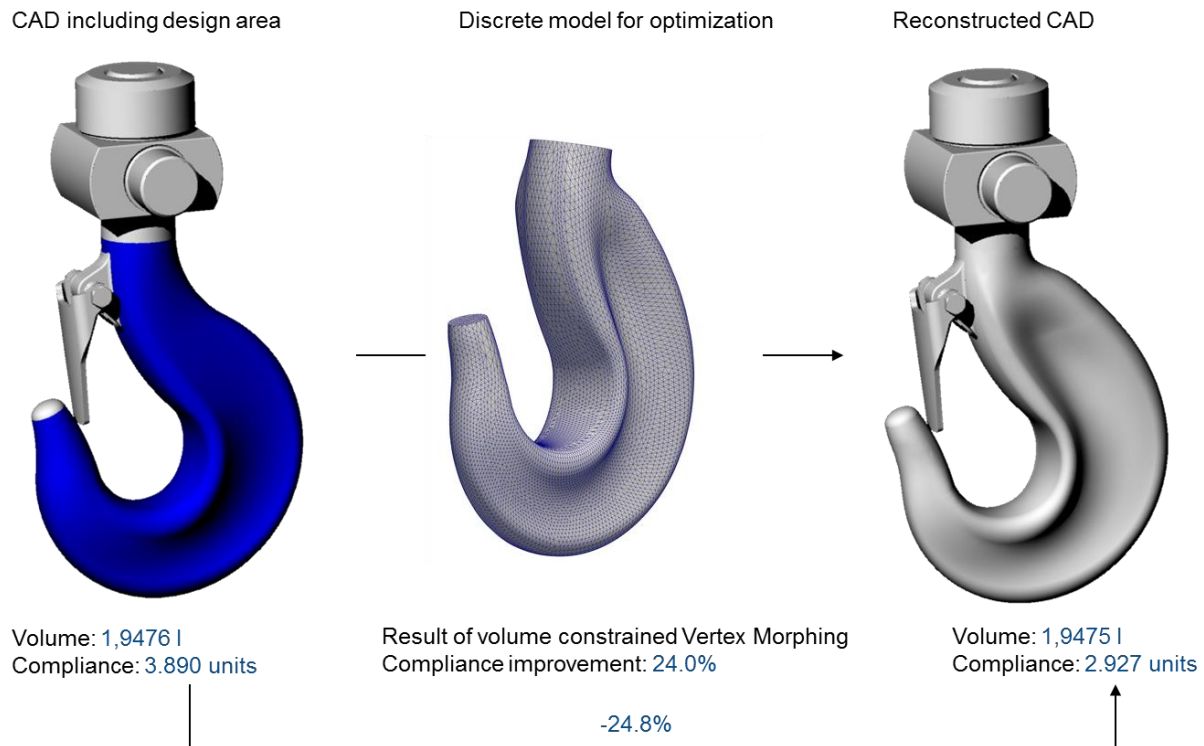 CAD including design area
Discrete model for optimization
Reconstructed CAD
Volume: 1,9476 l
Compliance: 3.890 units
Result of volume constrained Vertex Morphing
Compliance improvement: 24.0%
Volume: 1,9475 l
Compliance: 2.927 units
-24.8%